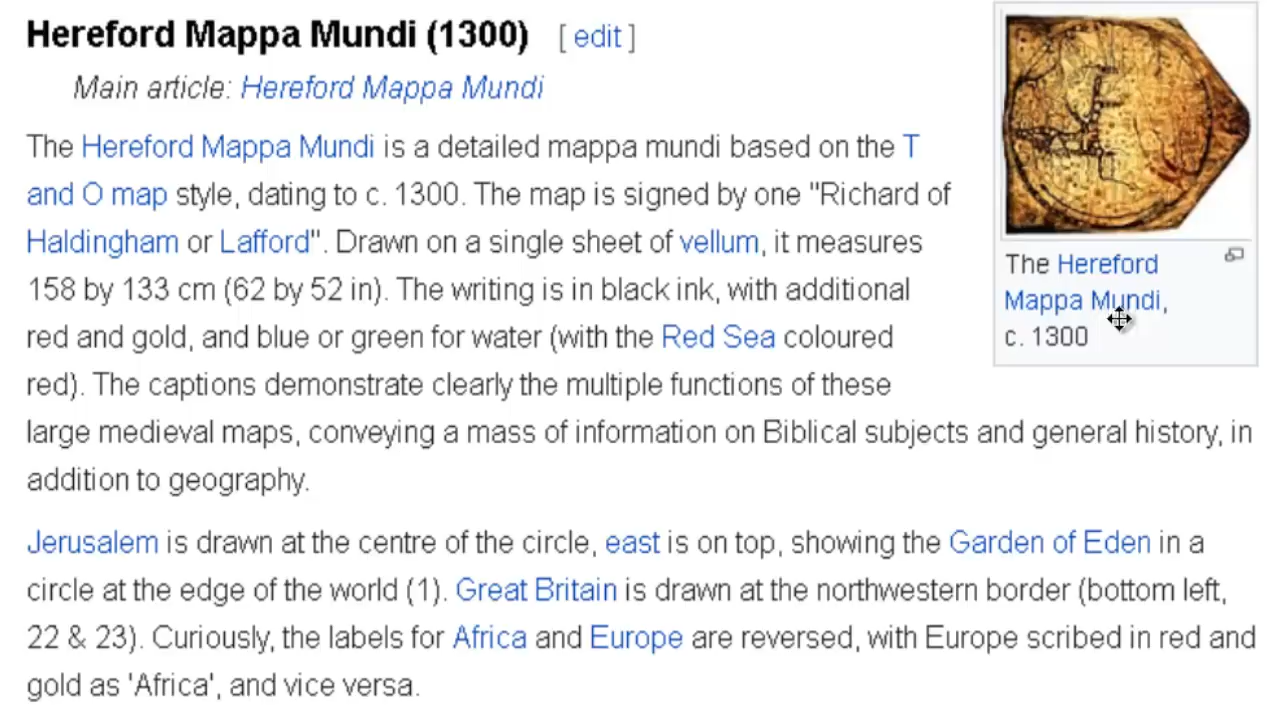 Hereford Mappa Mundi (1300) [ edit ]
Main article: Hereford Mappa Mundi
The Hereford Mappa Mundi is a detailed mappa mundi based on the T
and O map style, dating to c. 1300. The map is signed by one "Richard of
Haldingham or Lafford". Drawn on a single sheet of vellum, it measures
158 by 133 cm (62 by 52 in). The writing is in black ink, with additional
red and gold, and blue or green for water (with the Red Sea coloured
red). The captions demonstrate clearly the multiple functions of these
large medieval maps, conveying a mass of information on Biblical subjects and general history, in
addition to geography.
Jerusalem is drawn at the centre of the circle, east is on top, showing the Garden of Eden in a
circle at the edge of the world (1). Great Britain is drawn at the northwestern border (bottom left,
22 & 23). Curiously, the labels for Africa and Europe are reversed, with Europe scribed in red and
gold as 'Africa', and vice versa.
The Hereford
Mappa Mundi,
c. 1300